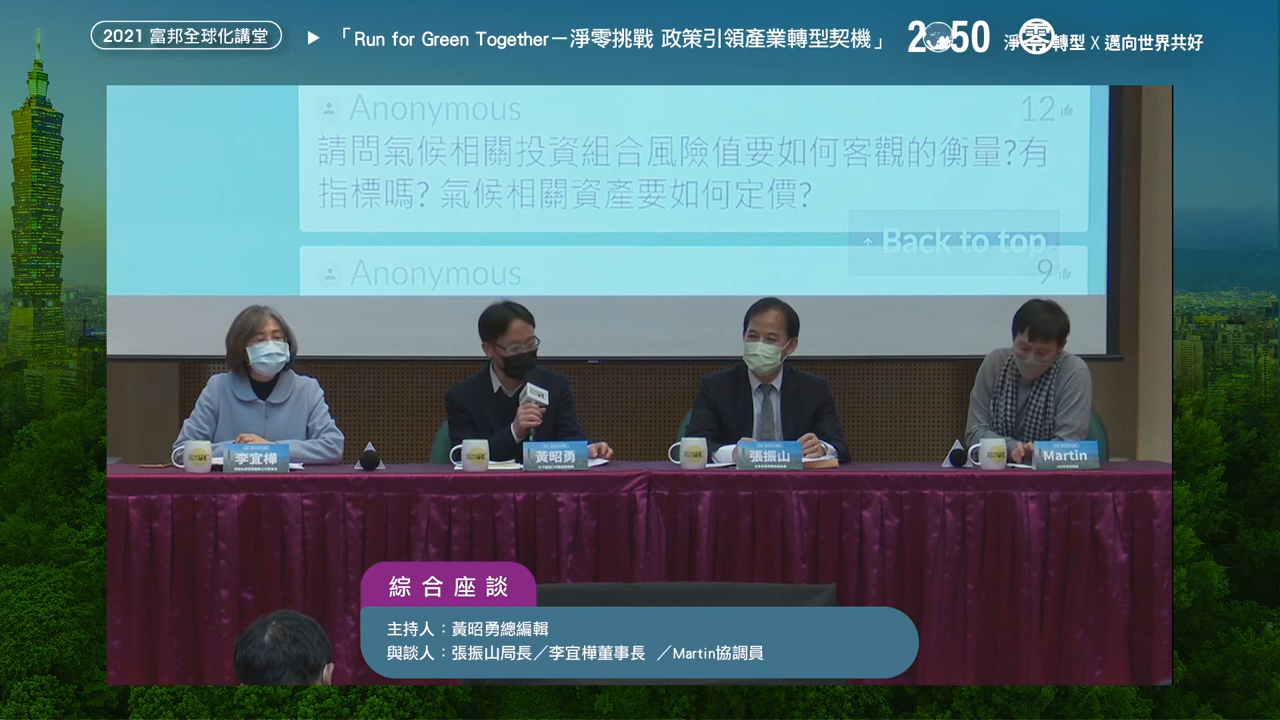 2021 富邦全球化講堂
「Run for Green Together－淨零挑戰 政策引領產業轉型契機」
2050 淨零轉型 X 邁向世界共好
Anonymous
12
請問氣候相關投資組合風險值要如何客觀的衡量?有
指標嗎? 氣候相關資產要如何定價?
↑ Back to top
Anonymous
9
李宜樺
黃昭勇
張振山
Martin
綜合座談
主持人：黃昭勇總編輯
與談人：張振山局長／李宜樺董事長 ／Martin協調員